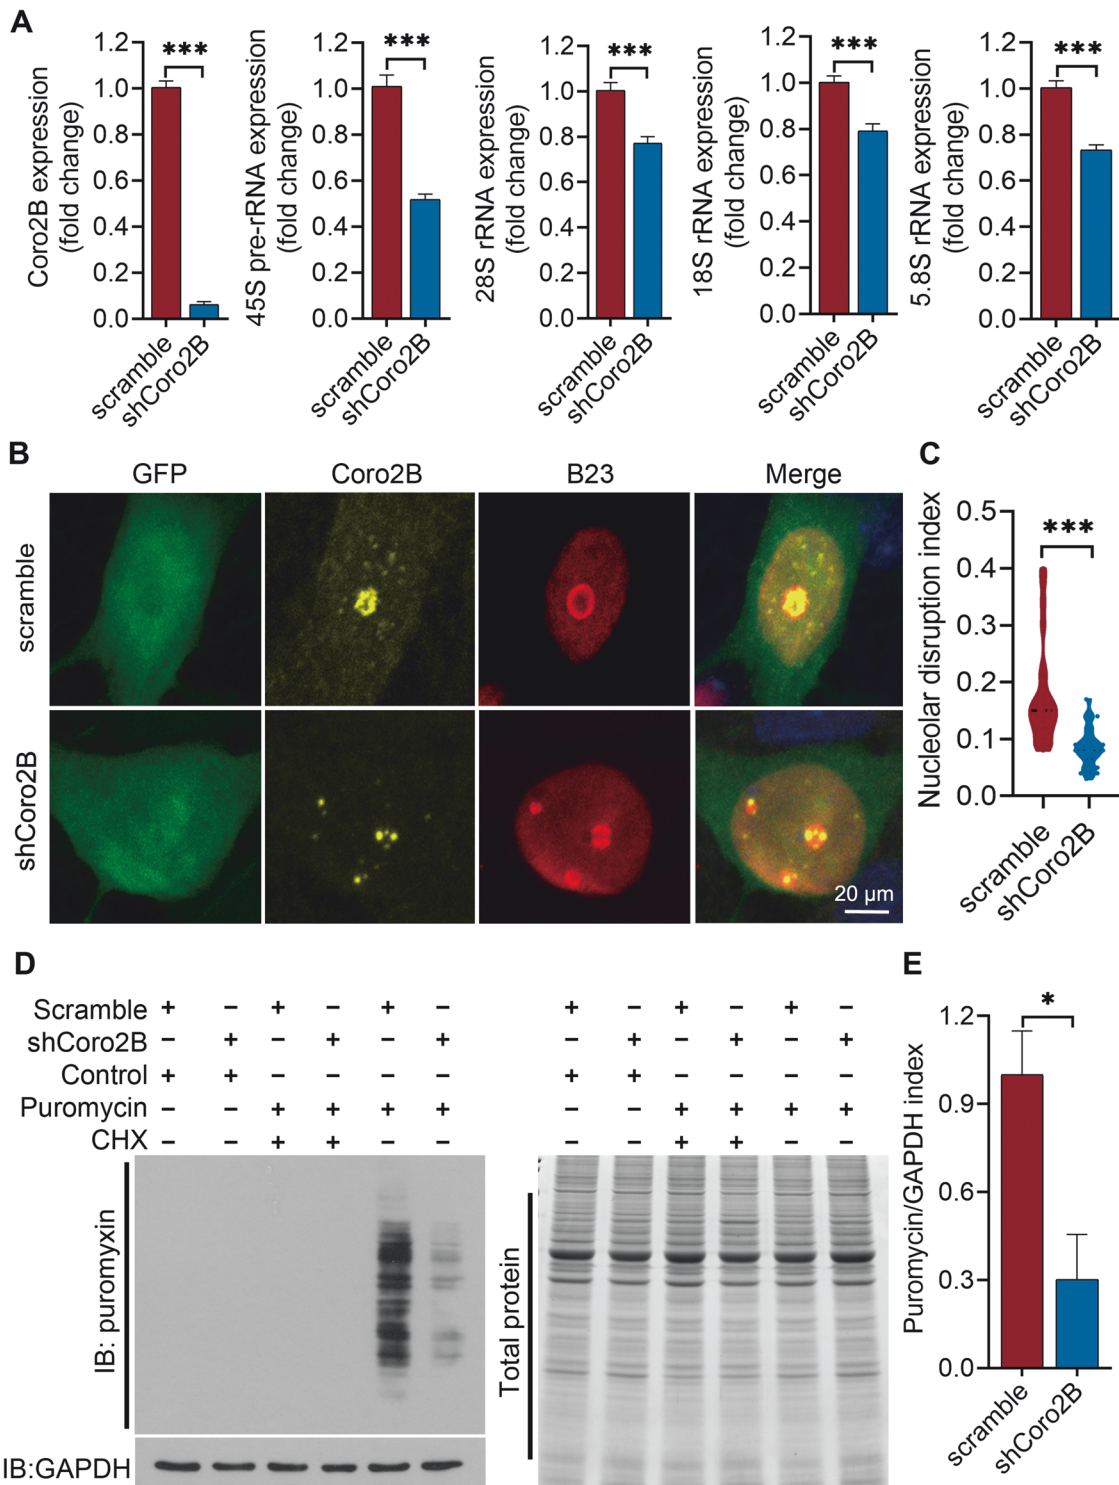 A
Coro2B expression
(fold change)
1.2
1.0
0.8
0.6
0.4
0.2
0.0
***
scramble
shCoro2B
45S pre-rRNA expression
(fold change)
1.2
1.0
0.8
0.6
0.4
0.2
0.0
***
scramble
shCoro2B
28S rRNA expression
(fold change)
1.2
1.0
0.8
0.6
0.4
0.2
0.0
***
scramble
shCoro2B
18S rRNA expression
(fold change)
1.2
1.0
0.8
0.6
0.4
0.2
0.0
***
scramble
shCoro2B
5.8S rRNA expression
(fold change)
1.2
1.0
0.8
0.6
0.4
0.2
0.0
***
scramble
shCoro2B
B
GFP Coro2B B23 Merge
scramble
shCoro2B
20 µm
C
Nucleolar disruption index
0.5
0.4
0.3
0.2
0.1
0.0
***
scramble
shCoro2B
D
Scramble + – + – + – + – + – + –
shCoro2B – + – + – + – + – + – +
Control + + – – – – + + – – – –
Puromycin – – + + + + – – + + + +
CHX – – + + – – – – + + – –
IB: puromyxin
IB:GAPDH
Total protein
E
Puromycin/GAPDH index
1.2
0.9
0.6
0.3
0.0
*
scramble
shCoro2B